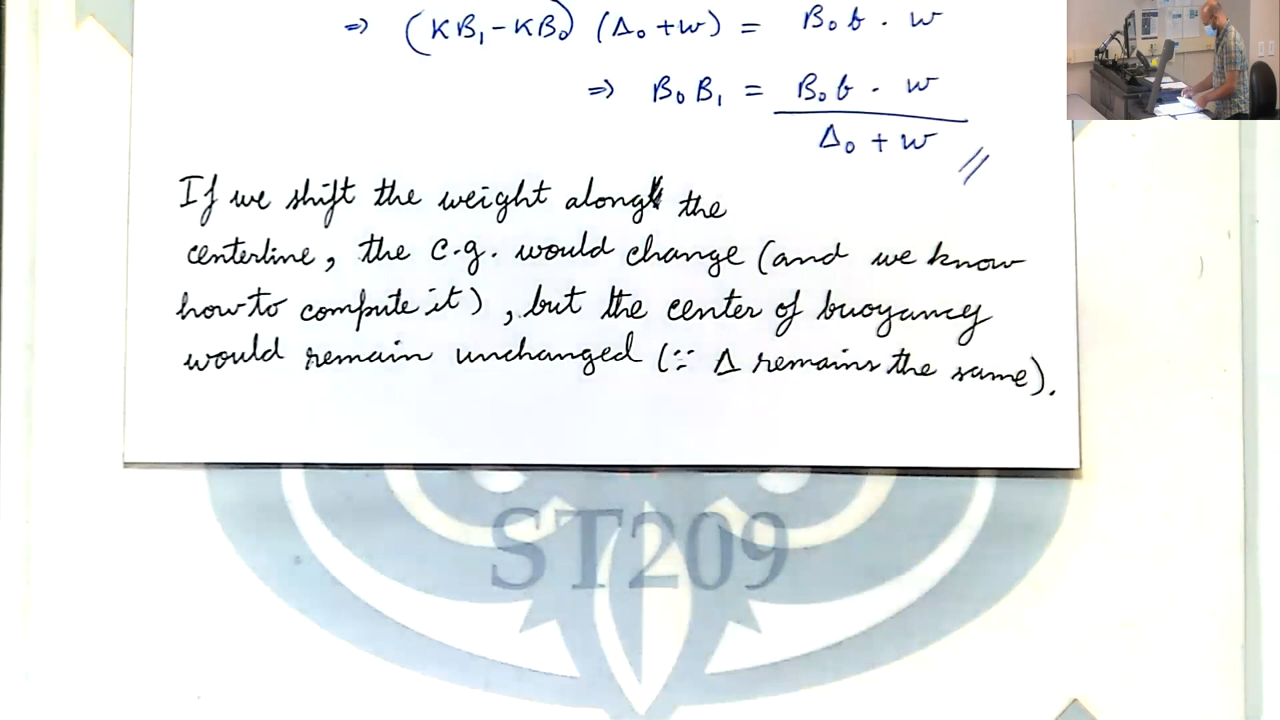 ⇒ (KB₁-KB₀) (Δ₀+w) = B₀b . w
⇒ B₀B₁ = B₀b . w / Δ₀+w //
If we shift the weight along the
centerline, the c.g. would change (and we know
how to compute it), but the center of buoyancy
would remain unchanged (∵ Δ remains the same).
ST209